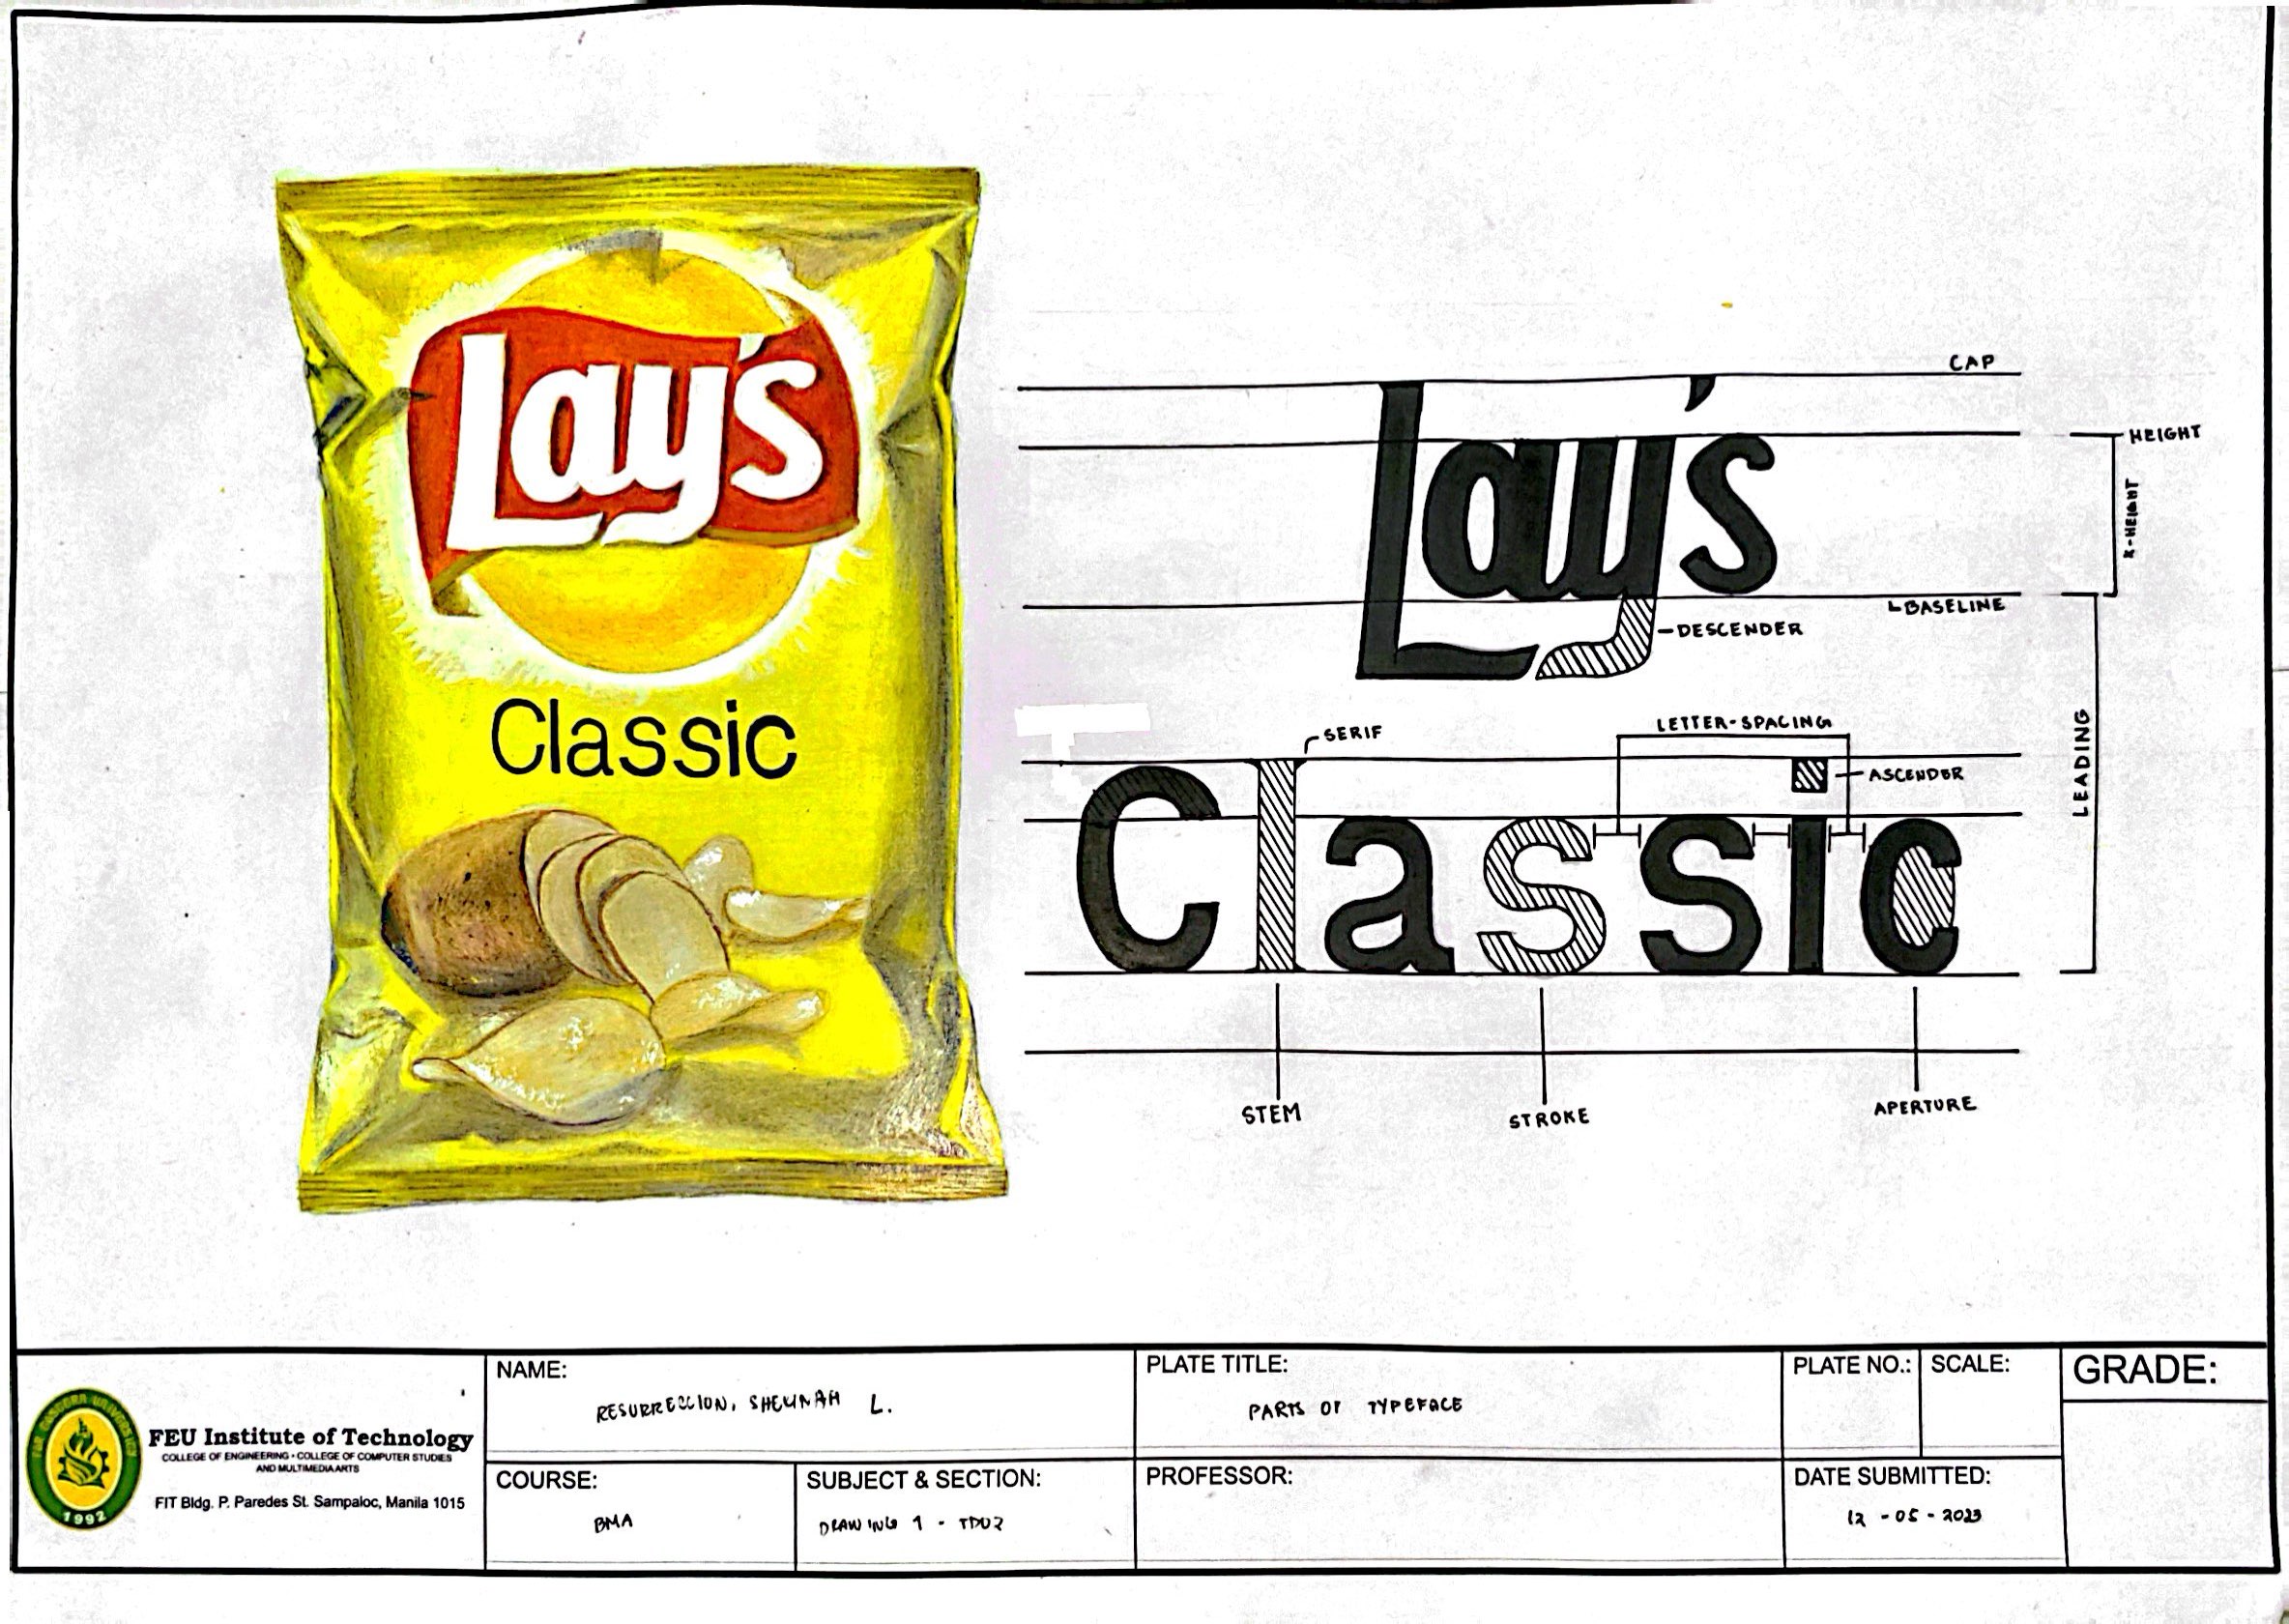 Lay's
Classic
CAP
HEIGHT
X-HEIGHT
Lay's
BASELINE
DESCENDER
LETTER-SPACING
SERIF
ASCENDER
LEADING
Classic
STEM
STROKE
APERTURE
FEU Institute of Technology
COLLEGE OF ENGINEERING • COLLEGE OF COMPUTER STUDIES
AND MULTIMEDIA ARTS
FIT Bldg. P. Paredes St. Sampaloc, Manila 1015
1992
NAME:
RESURRECCION, SHEKINAH L.
PLATE TITLE:
PARTS OF TYPEFACE
PLATE NO.:
SCALE:
GRADE:
COURSE:
BMA
SUBJECT & SECTION:
DRAWING 1 - TD02
PROFESSOR:
DATE SUBMITTED:
12 - 05 - 2023